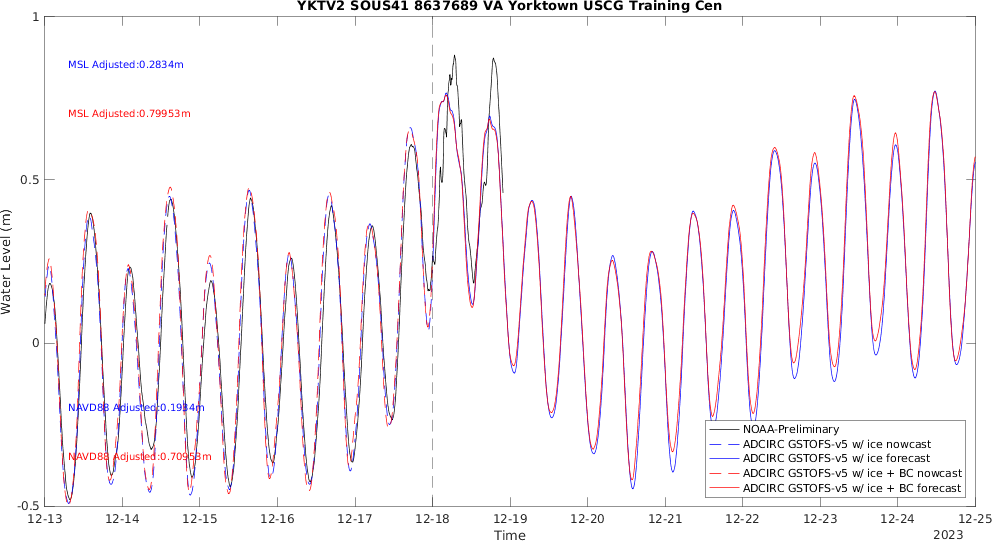 YKTV2 SOUS41 8637689 VA Yorktown USCG Training Cen
1
MSL Adjusted:0.2834m
MSL Adjusted:0.79953m
0.5
Water Level (m)
0
NAVD88 Adjusted:0.1934m
NAVD88 Adjusted:0.70953m
-0.5
NOAA-Preliminary
ADCIRC GSTOFS-v5 w/ ice nowcast
ADCIRC GSTOFS-v5 w/ ice forecast
ADCIRC GSTOFS-v5 w/ ice + BC nowcast
ADCIRC GSTOFS-v5 w/ ice + BC forecast
12-13 12-14 12-15 12-16 12-17 12-18 12-19 12-20 12-21 12-22 12-23 12-24 12-25
Time
2023